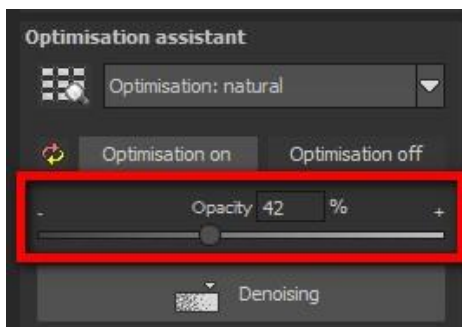 Optimisation assistant
Optimisation: natural
Optimisation on Optimisation off
- Opacity 42 % +
Denoising